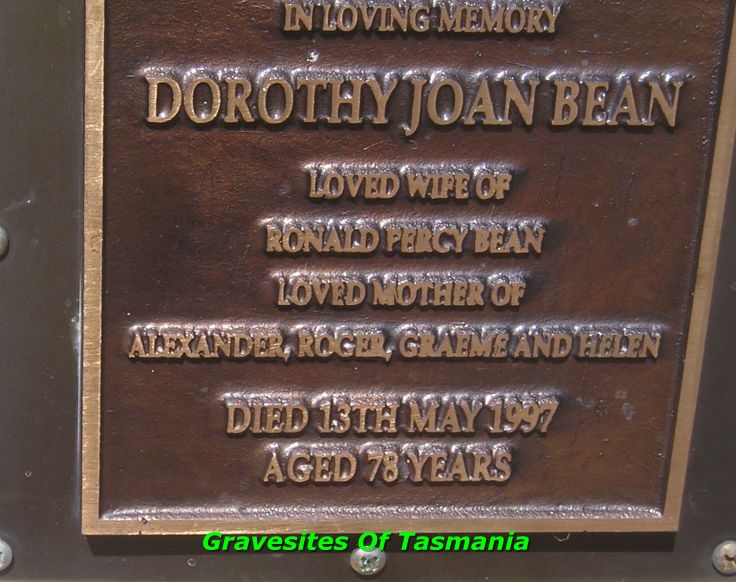 IN LOVING MEMORY
DOROTHY JOAN BEAN
LOVED WIFE OF
RONALD PERCY BEAN
LOVED MOTHER OF
ALEXANDER, ROGER, GRAEME AND HELEN
DIED 13TH MAY 1997
AGED 78 YEARS
Gravesites Of Tasmania